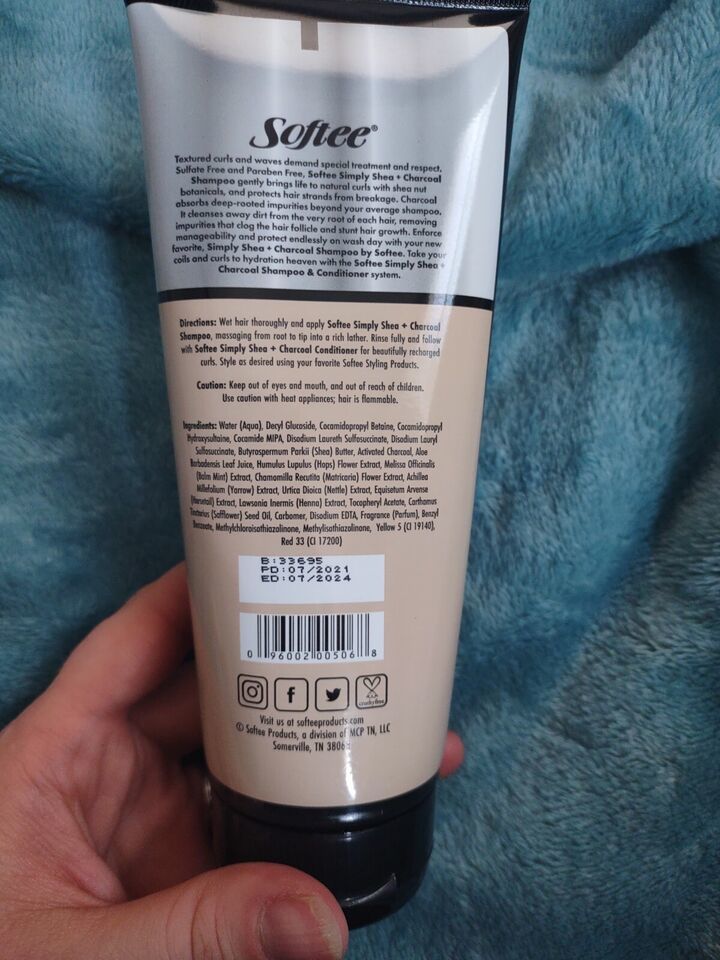 Softee®
Textured curls and waves demand special treatment and respect.
Sulfate Free and Paraben Free, Softee Simply Shea + Charcoal
Shampoo gently brings life to natural curls with shea nut
botanicals, and protects hair strands from breakage. Charcoal
absorbs deep-rooted impurities beyond your average shampoo.
It cleanses away dirt from the very root of each hair, removing
impurities that clog the hair follicle and stunt hair growth. Enforce
manageability and protect endlessly on wash day with your new
favorite, Simply Shea + Charcoal Shampoo by Softee. Take your
coils and curls to hydration heaven with the Softee Simply Shea +
Charcoal Shampoo & Conditioner system.
Directions: Wet hair thoroughly and apply Softee Simply Shea + Charcoal
Shampoo, massaging from root to tip into a rich lather. Rinse fully and follow
with Softee Simply Shea + Charcoal Conditioner for beautifully recharged
curls. Style as desired using your favorite Softee Styling Products.
Caution: Keep out of eyes and mouth, and out of reach of children.
Use caution with heat appliances; hair is flammable.
Ingredients: Water (Aqua), Decyl Glucoside, Cocamidopropyl Betaine, Cocamidopropyl
Hydroxysultaine, Cocamide MIPA, Disodium Laureth Sulfosuccinate, Disodium Lauryl
Sulfosuccinate, Butyrospermum Parkii (Shea) Butter, Activated Charcoal, Aloe
Barbadensis Leaf Juice, Humulus Lupulus (Hops) Flower Extract, Melissa Officinalis
(Balm Mint) Extract, Chamomilla Recutita (Matricaria) Flower Extract, Achillea
Millefolium (Yarrow) Extract, Urtica Dioica (Nettle) Extract, Equisetum Arvense
(Horsetail) Extract, Lawsonia Inermis (Henna) Extract, Tocopheryl Acetate, Carthamus
Tinctorius (Safflower) Seed Oil, Carbomer, Disodium EDTA, Fragrance (Parfum), Benzyl
Benzoate, Methylchloroisothiazolinone, Methylisothiazolinone, Yellow 5 (CI 19140),
Red 33 (CI 17200)
B:33695
PD:07/2021
ED:07/2024
0 96002 00506 8
crueltyfree
Visit us at softeeproducts.com
© Softee Products, a division of MCP TN, LLC
Somerville, TN 38068